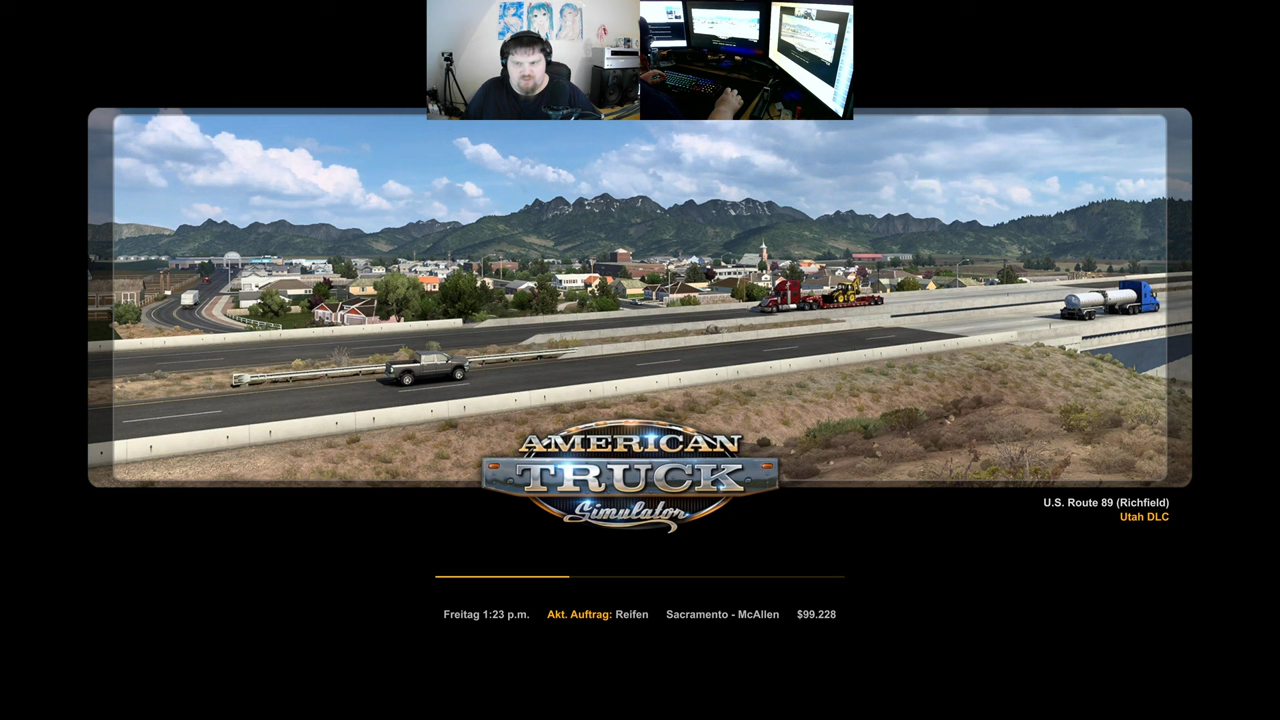 AMERICAN
TRUCK
Simulator
U.S. Route 89 (Richfield)
Utah DLC
Freitag 1:23 p.m. Akt. Auftrag: Reifen Sacramento - McAllen $99.228